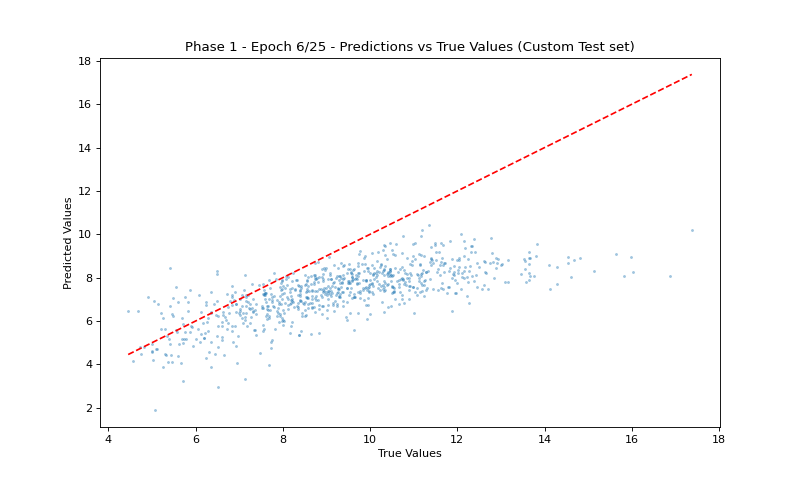 Phase 1 - Epoch 6/25 - Predictions vs True Values (Custom Test set)
Predicted Values
18
16
14
12
10
8
6
4
2
4 6 8 10 12 14 16 18
True Values